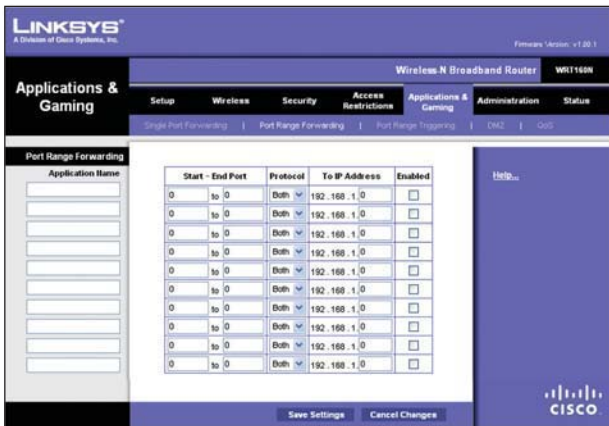 LINKSYS®
A Division of Cisco Systems, Inc.
Firmware Version: v1.00.1
Wireless-N Broadband Router WRT160N
Applications & Gaming
Setup Wireless Security Access Restrictions Applications & Gaming Administration Status
Single Port Forwarding | Port Range Forwarding | Port Range Triggering | DMZ | QoS
Port Range Forwarding
Application Name Start - End Port Protocol To IP Address Enabled
Help...
0 to 0 Both 192.168.1. 0
0 to 0 Both 192.168.1. 0
0 to 0 Both 192.168.1. 0
0 to 0 Both 192.168.1. 0
0 to 0 Both 192.168.1. 0
0 to 0 Both 192.168.1. 0
0 to 0 Both 192.168.1. 0
0 to 0 Both 192.168.1. 0
0 to 0 Both 192.168.1. 0
0 to 0 Both 192.168.1. 0
Save Settings Cancel Changes
CISCO